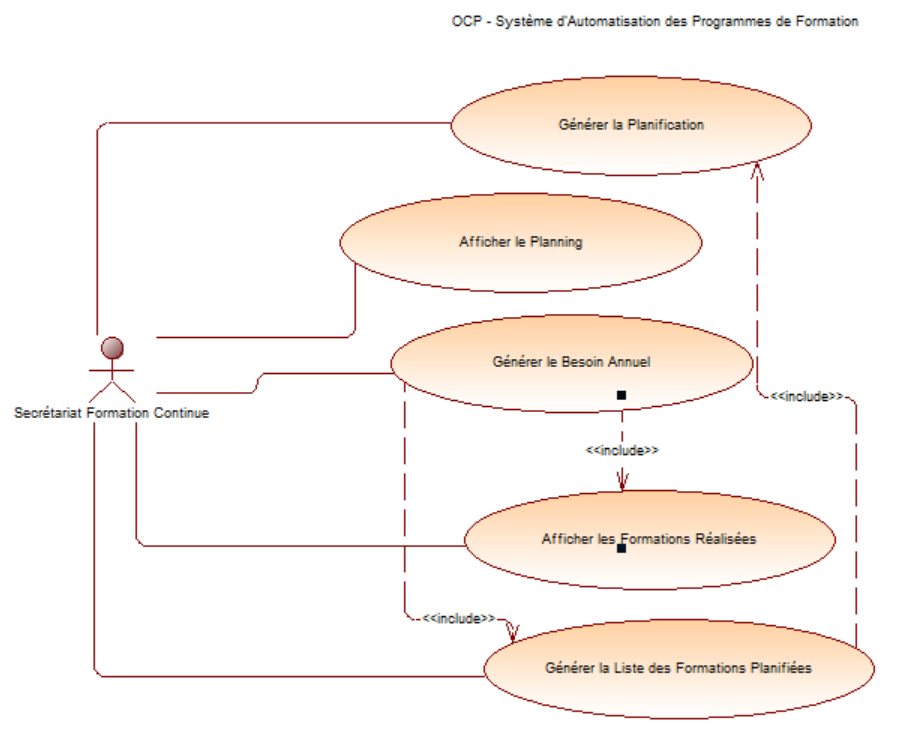 OCP - Système d'Automatisation des Programmes de Formation
Générer la Planification
Afficher le Planning
Générer le Besoin Annuel
<<include>>
Secrétariat Formation Continue
<<include>>
Afficher les Formations Réalisées
<<include>>
Générer la Liste des Formations Planifiées